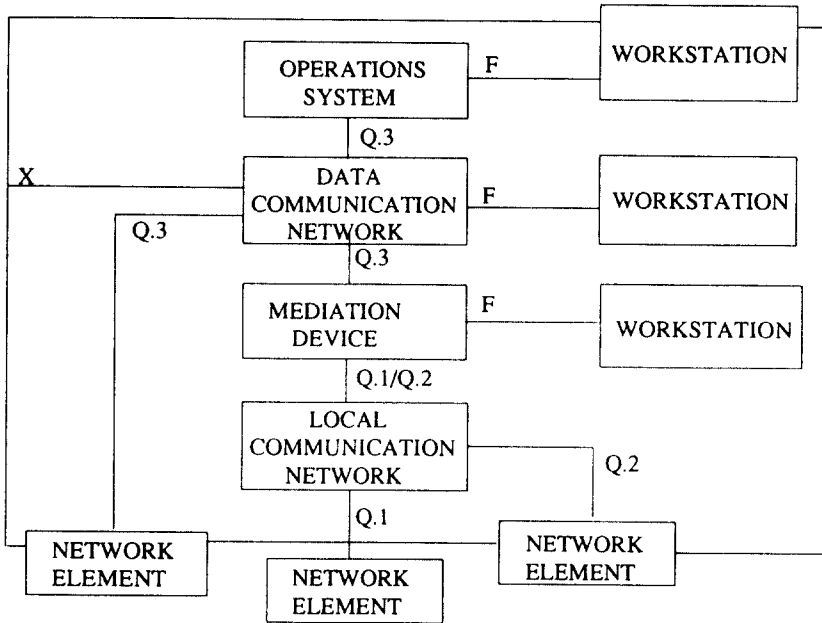 WORKSTATION
OPERATIONS
SYSTEM
F
Q.3
X
DATA
COMMUNICATION
NETWORK
F
WORKSTATION
Q.3
Q.3
MEDIATION
DEVICE
F
WORKSTATION
Q.1/Q.2
LOCAL
COMMUNICATION
NETWORK
Q.2
Q.1
NETWORK
ELEMENT
NETWORK
ELEMENT
NETWORK
ELEMENT